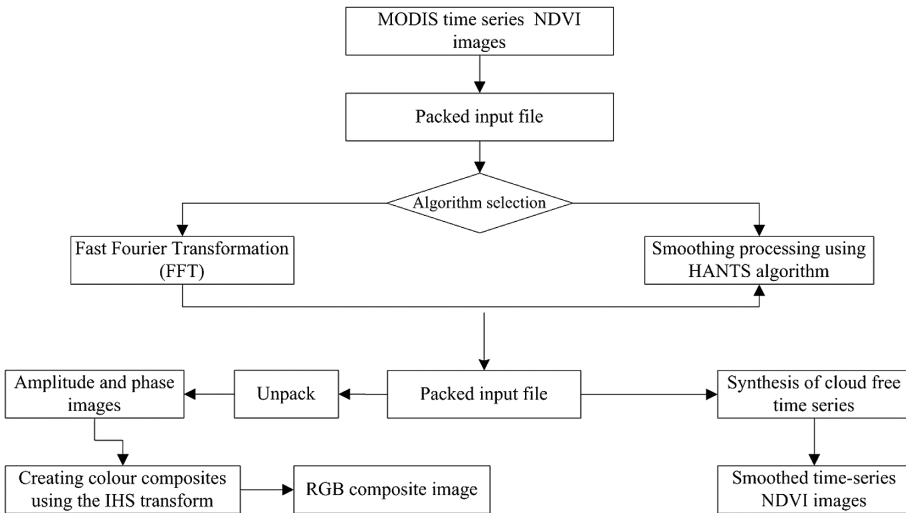 MODIS time series NDVI
images
Packed input file
Algorithm selection
Fast Fourier Transformation
(FFT)
Smoothing processing using
HANTS algorithm
Amplitude and phase
images
Unpack
Packed input file
Synthesis of cloud free
time series
Creating colour composites
using the IHS transform
RGB composite image
Smoothed time-series
NDVI images